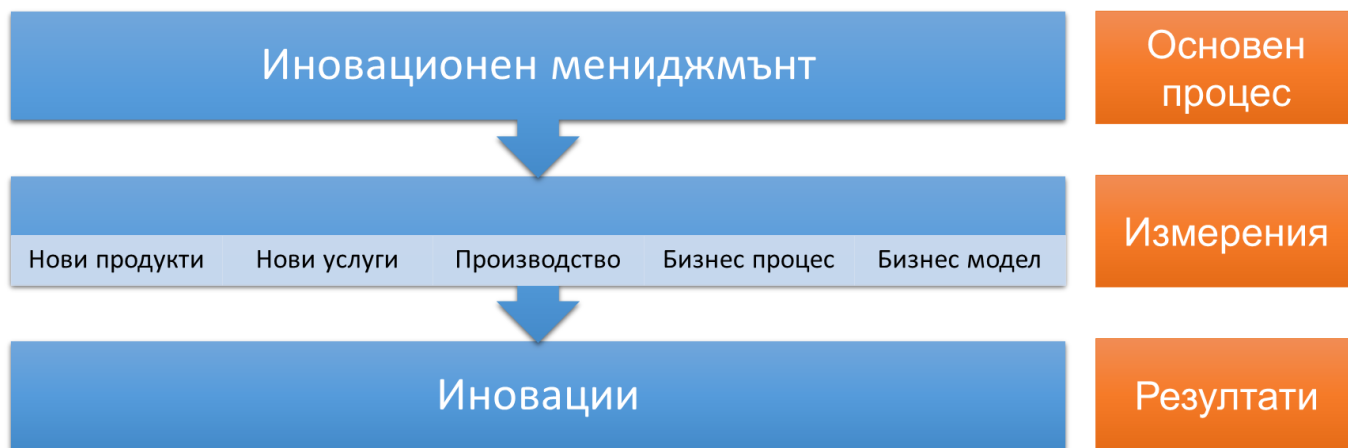 Иновационен мениджмънт
Основен
процес
Нови продукти
Нови услуги
Производство
Бизнес процес
Бизнес модел
Измерения
Иновации
Резултати